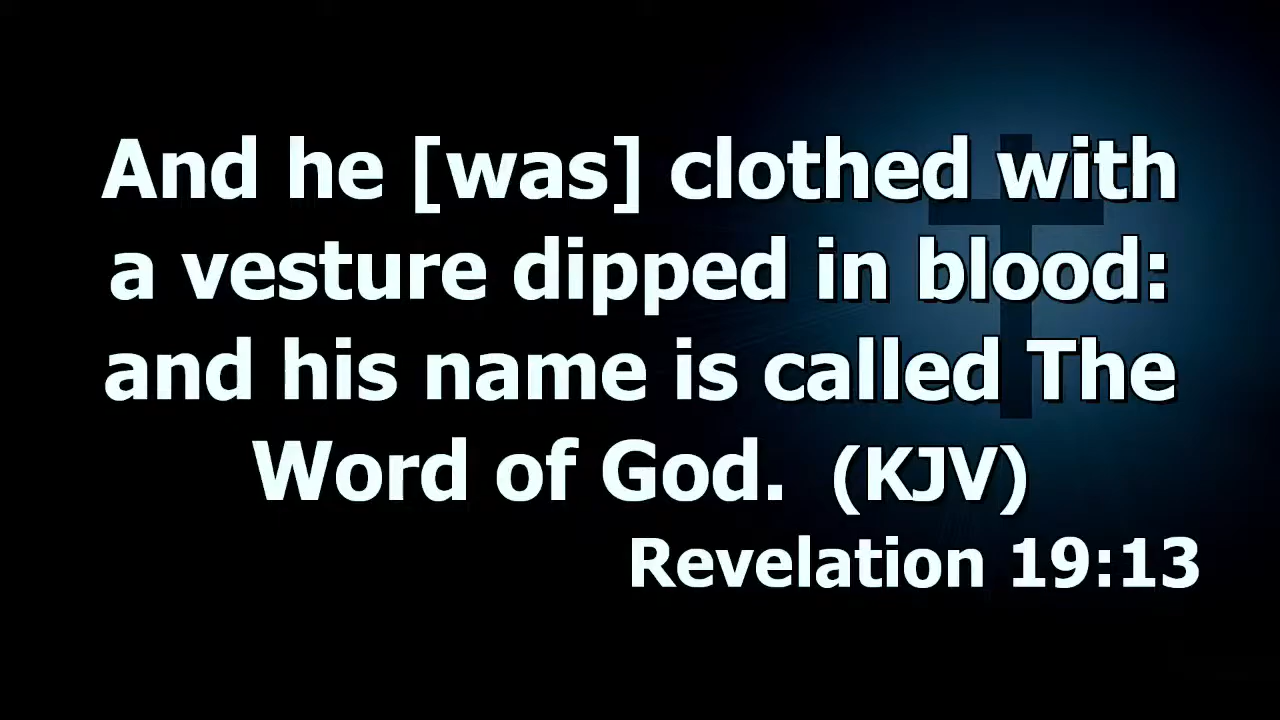 And he [was] clothed with
a vesture dipped in blood:
and his name is called The
Word of God. (KJV)
Revelation 19:13